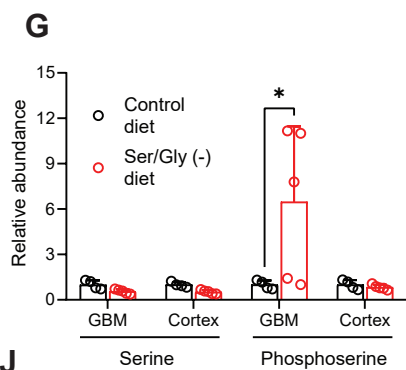 G
Relative abundance
15
12
9
6
3
0
Control
diet
Ser/Gly (-)
diet
*
GBM Cortex GBM Cortex
Serine Phosphoserine
J